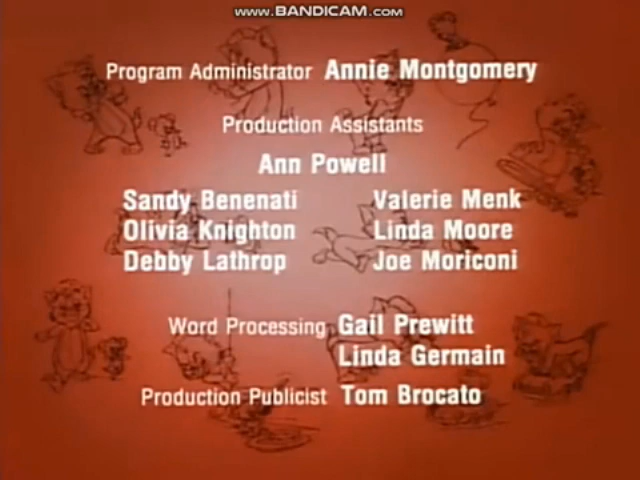 www.BANDICAM.com
Program Administrator Annie Montgomery
Production Assistants
Ann Powell
Sandy Benenati Valerie Menk
Olivia Knighton Linda Moore
Debby Lathrop Joe Moriconi
Word Processing Gail Prewitt
Linda Germain
Production Publicist Tom Brocato